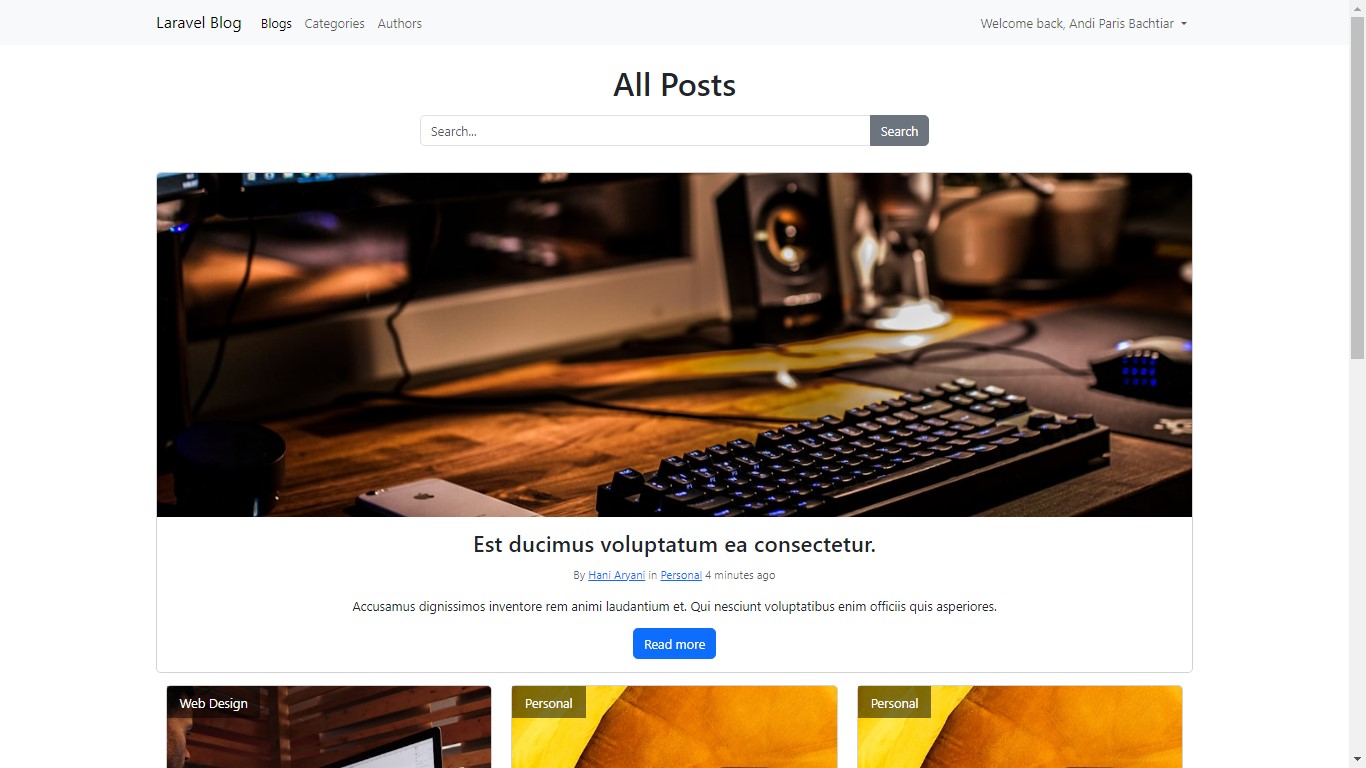 Laravel Blog Blogs Categories Authors Welcome back, Andi Paris Bachtiar
All Posts
Search... Search
Est ducimus voluptatum ea consectetur.
By Hani Aryani in Personal 4 minutes ago
Accusamus dignissimos inventore rem animi laudantium et. Qui nesciunt voluptatibus enim officiis quis asperiores.
Read more
Web Design Personal Personal